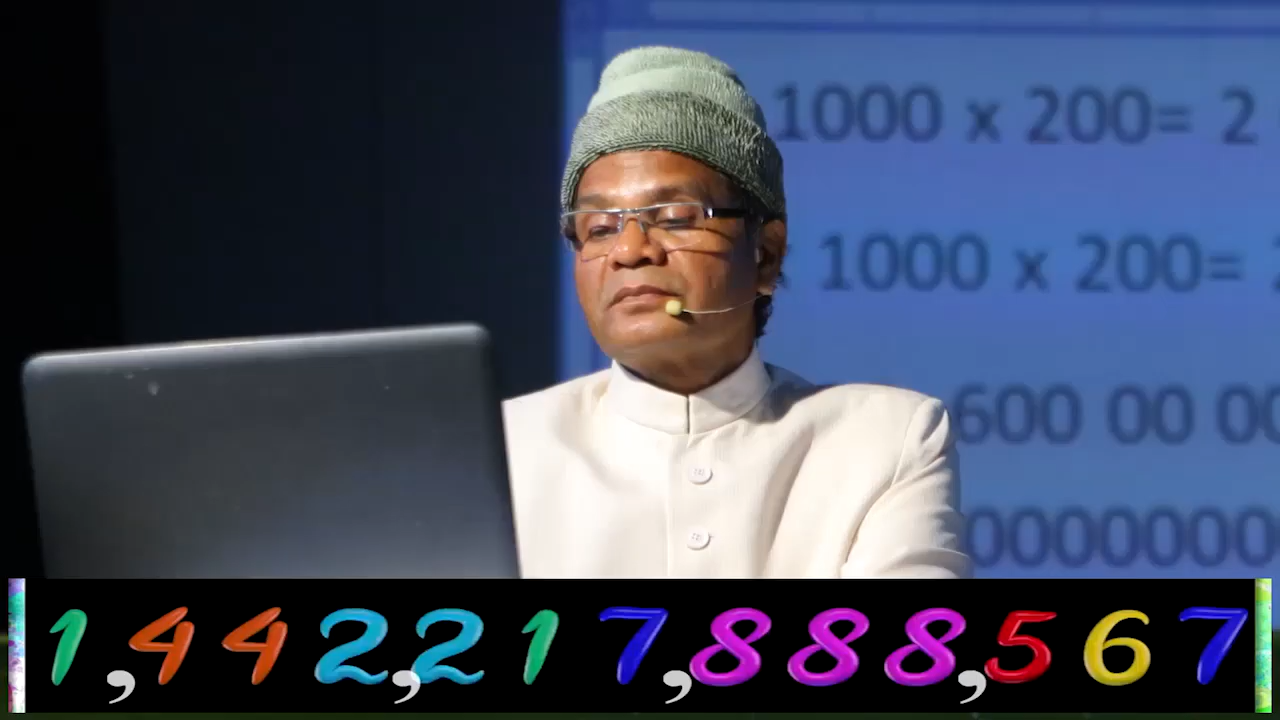 1000 x 200= 2
1000 x 200=
600 00 00
0000000
1,442,217,888,567